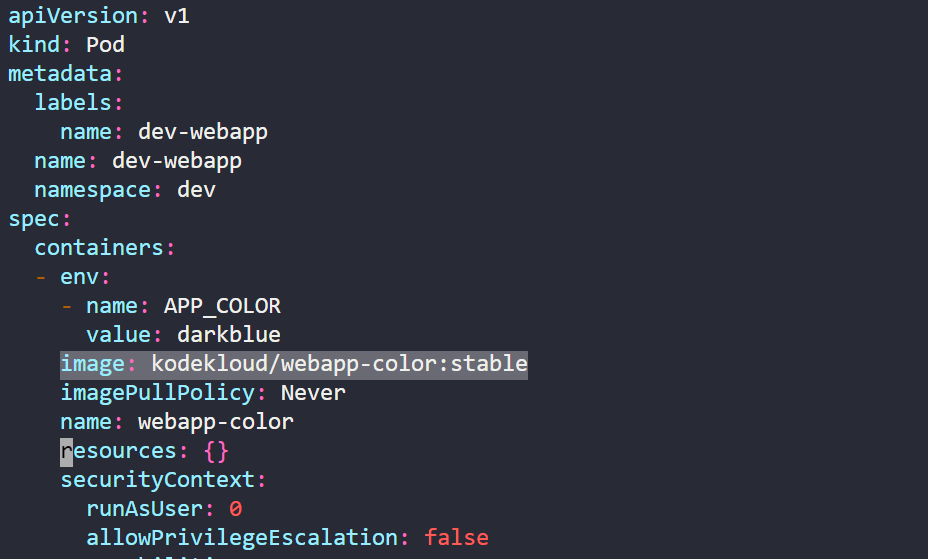 apiVersion: v1
kind: Pod
metadata:
  labels:
    name: dev-webapp
  name: dev-webapp
  namespace: dev
spec:
  containers:
  - env:
    - name: APP_COLOR
      value: darkblue
    image: kodekloud/webapp-color:stable
    imagePullPolicy: Never
    name: webapp-color
    resources: {}
    securityContext:
      runAsUser: 0
      allowPrivilegeEscalation: false